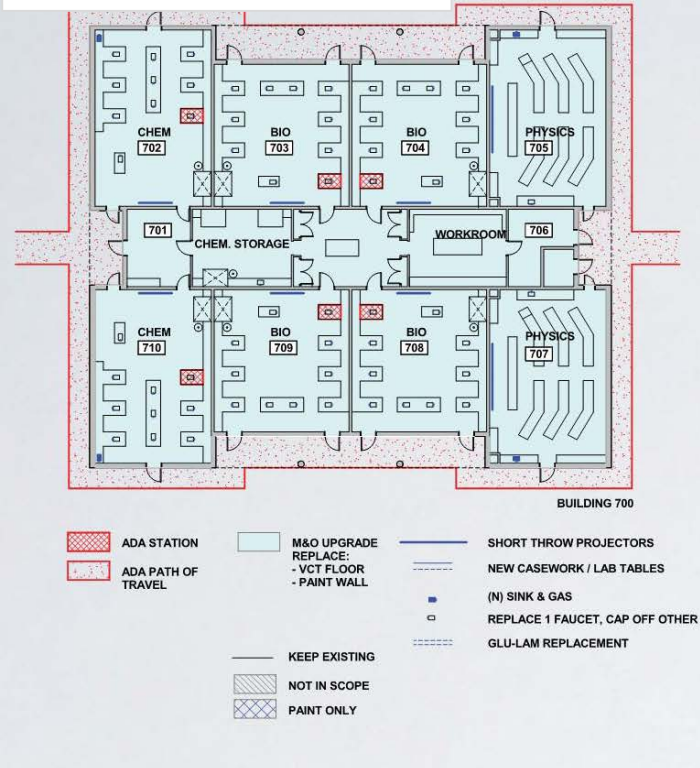 CHEM
702
BIO
703
BIO
704
PHYSICS
705
701
CHEM. STORAGE
WORKROOM
706
CHEM
710
BIO
709
BIO
708
PHYSICS
707
BUILDING 700
ADA STATION
ADA PATH OF
TRAVEL
M&O UPGRADE
REPLACE:
- VCT FLOOR
- PAINT WALL
SHORT THROW PROJECTORS
NEW CASEWORK / LAB TABLES
(N) SINK & GAS
REPLACE 1 FAUCET, CAP OFF OTHER
GLU-LAM REPLACEMENT
KEEP EXISTING
NOT IN SCOPE
PAINT ONLY